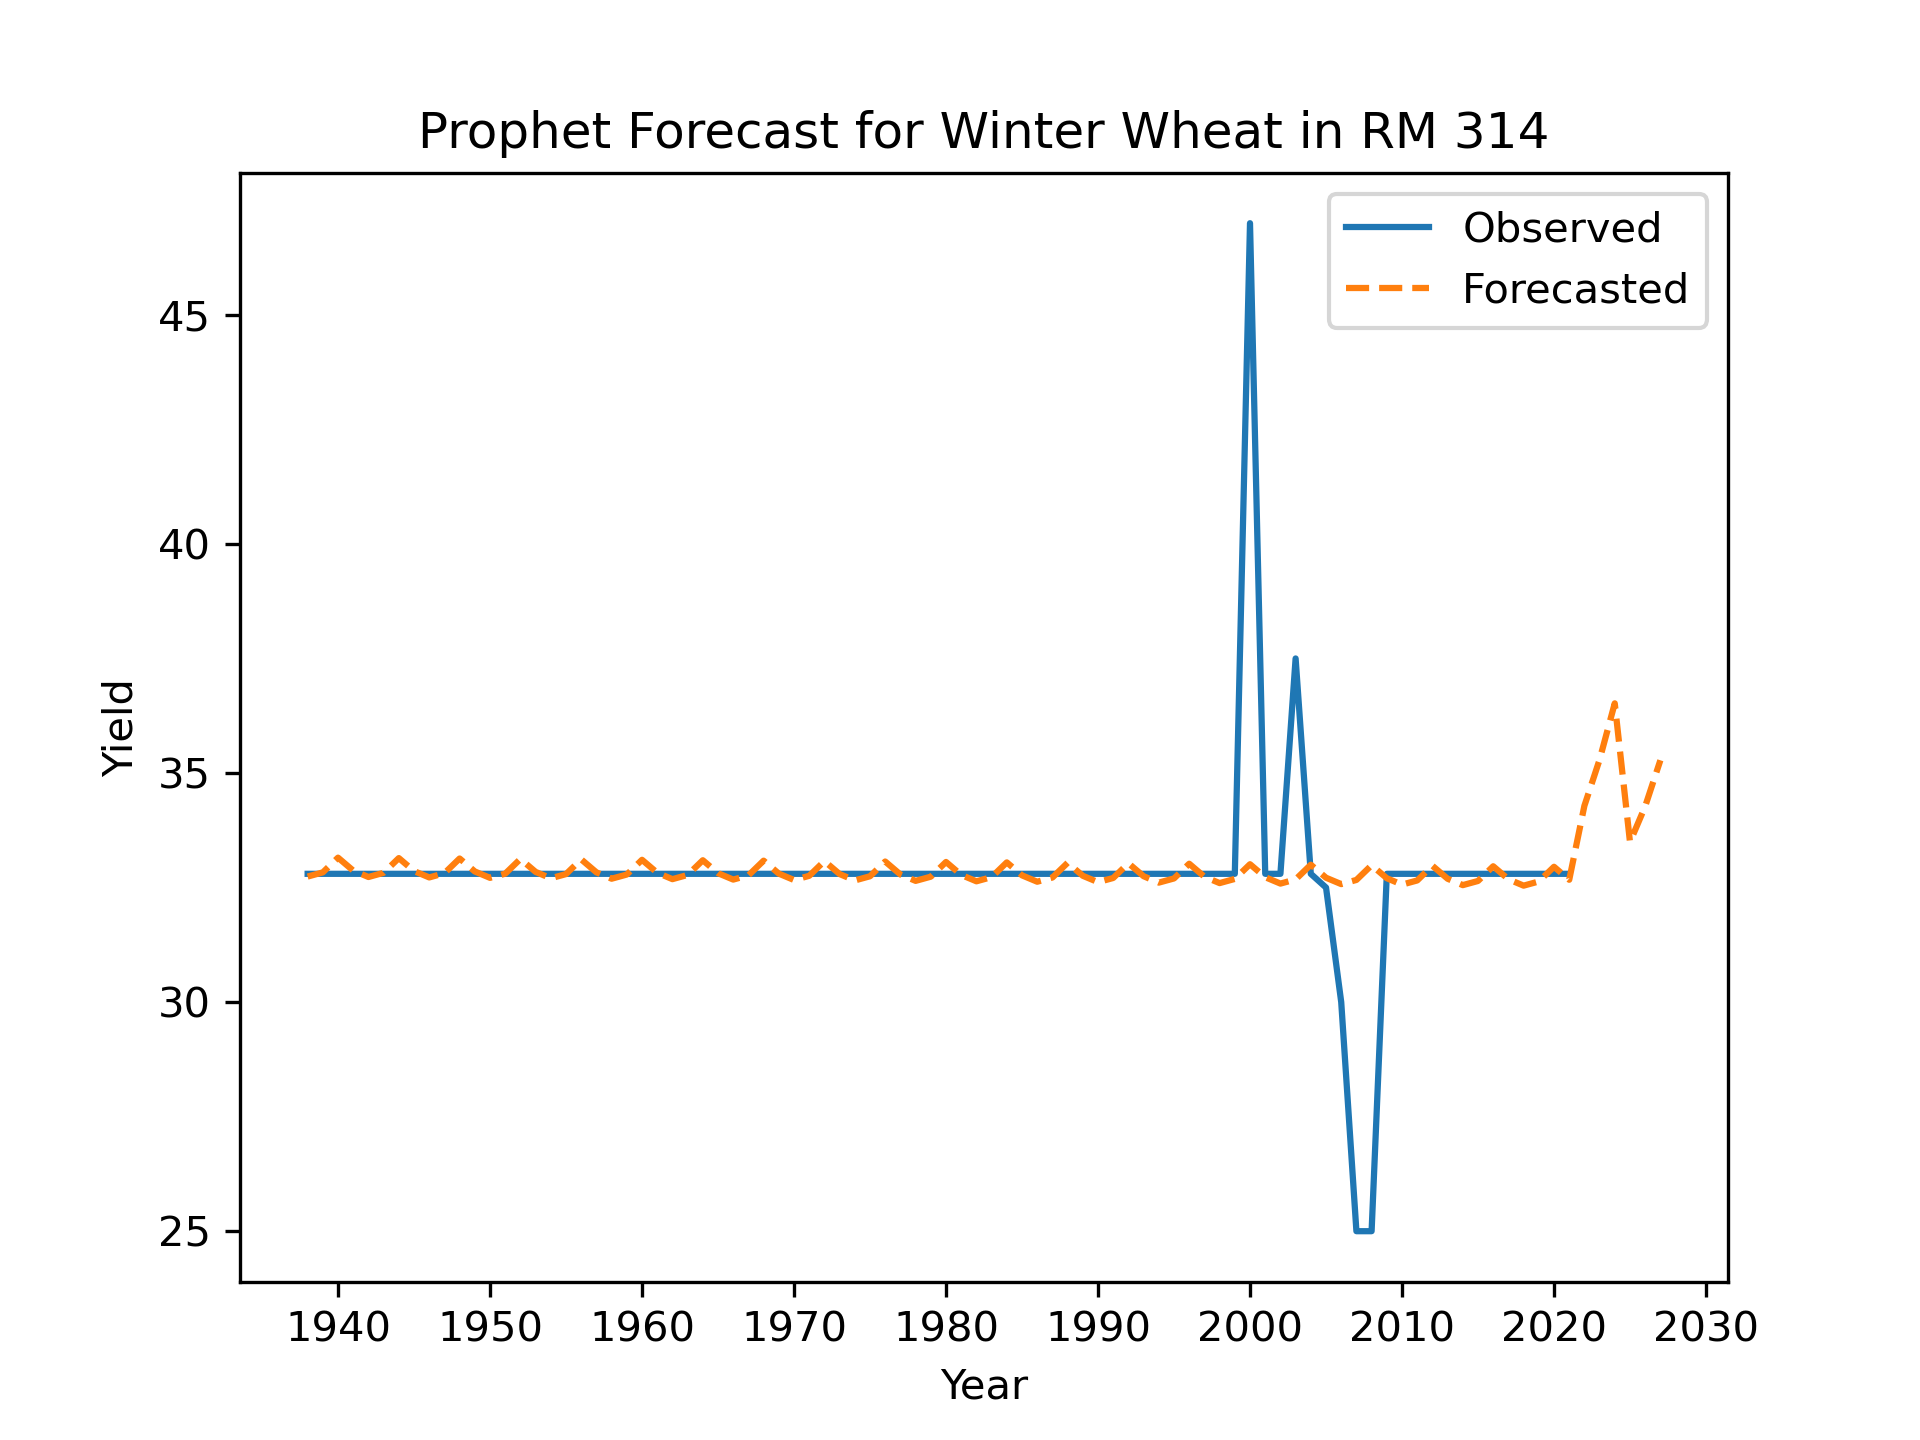 Prophet Forecast for Winter Wheat in RM 314
Observed
Forecasted
Yield
45
40
35
30
25
1940 1950 1960 1970 1980 1990 2000 2010 2020 2030
Year